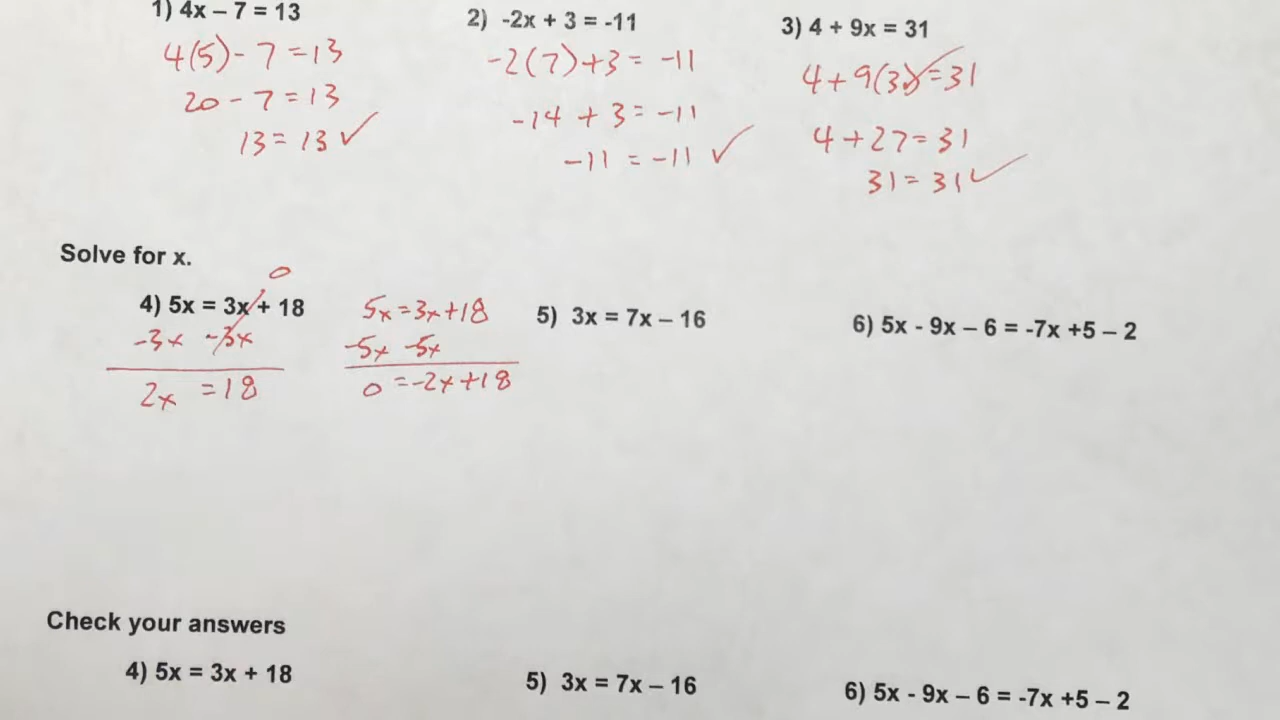 1) 4x – 7 = 13
4(5) - 7 = 13
20 - 7 = 13
13 = 13 ✓
2) -2x + 3 = -11
-2(7) + 3 = -11
-14 + 3 = -11
-11 = -11 ✓
3) 4 + 9x = 31
4 + 9(3) = 31
4 + 27 = 31
31 = 31 ✓
Solve for x.
0
4) 5x = 3x + 18
-3x -3x
2x = 18
5x = 3x + 18
-5x -5x
0 = -2x + 18
5) 3x = 7x – 16
6) 5x - 9x – 6 = -7x +5 – 2
Check your answers
4) 5x = 3x + 18
5) 3x = 7x – 16
6) 5x - 9x – 6 = -7x +5 – 2